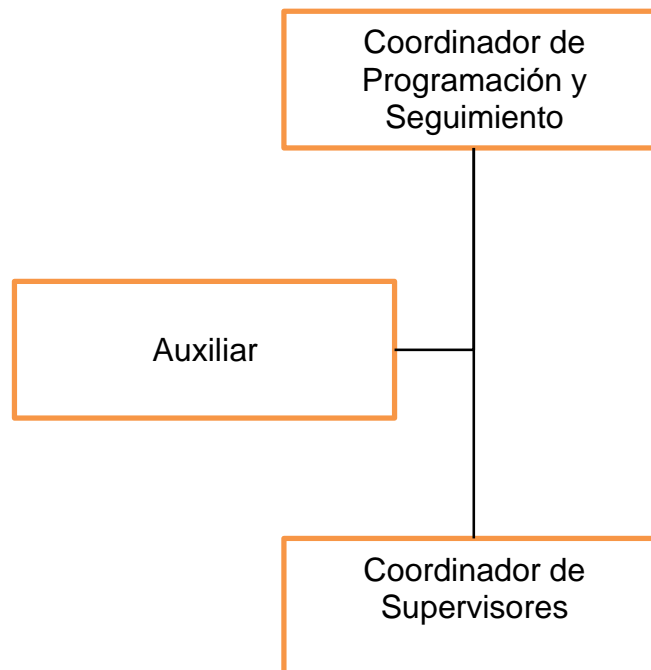 Coordinador de
Programación y
Seguimiento
Auxiliar
Coordinador de
Supervisores